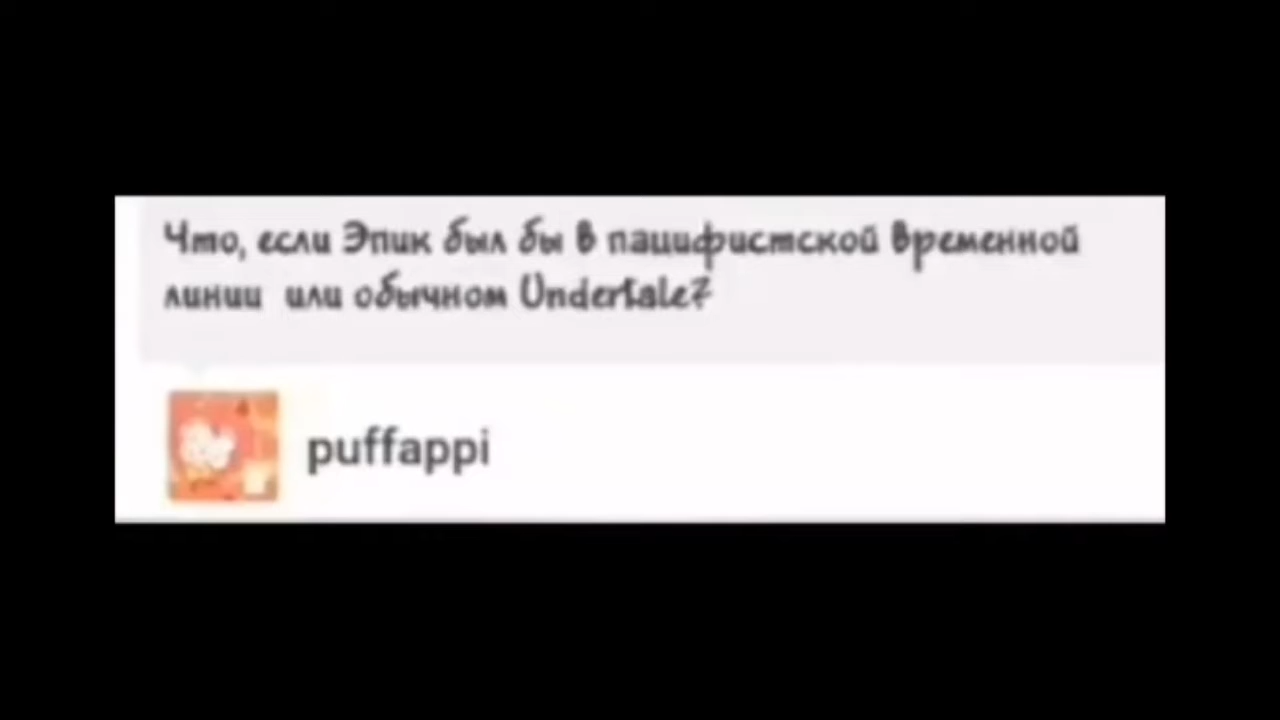 Что, если Эпик был бы в пацифистской временной
линии или обычном Undertale?
puffappi